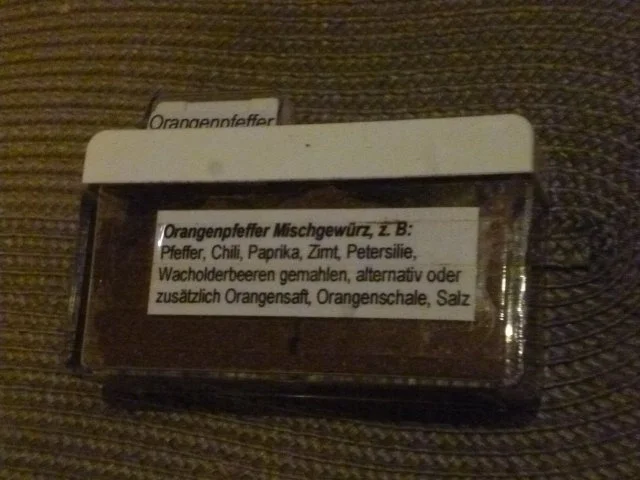 Orangenpfeffer
Orangenpfeffer Mischgewürz, z. B:
Pfeffer, Chili, Paprika, Zimt, Petersilie,
Wacholderbeeren gemahlen, alternativ oder
zusätzlich Orangensaft, Orangenschale, Salz